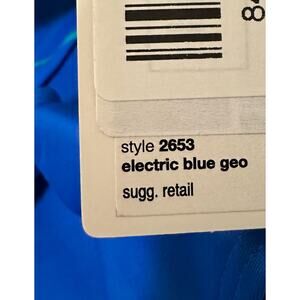 style 2653
electric blue geo
sugg. retail